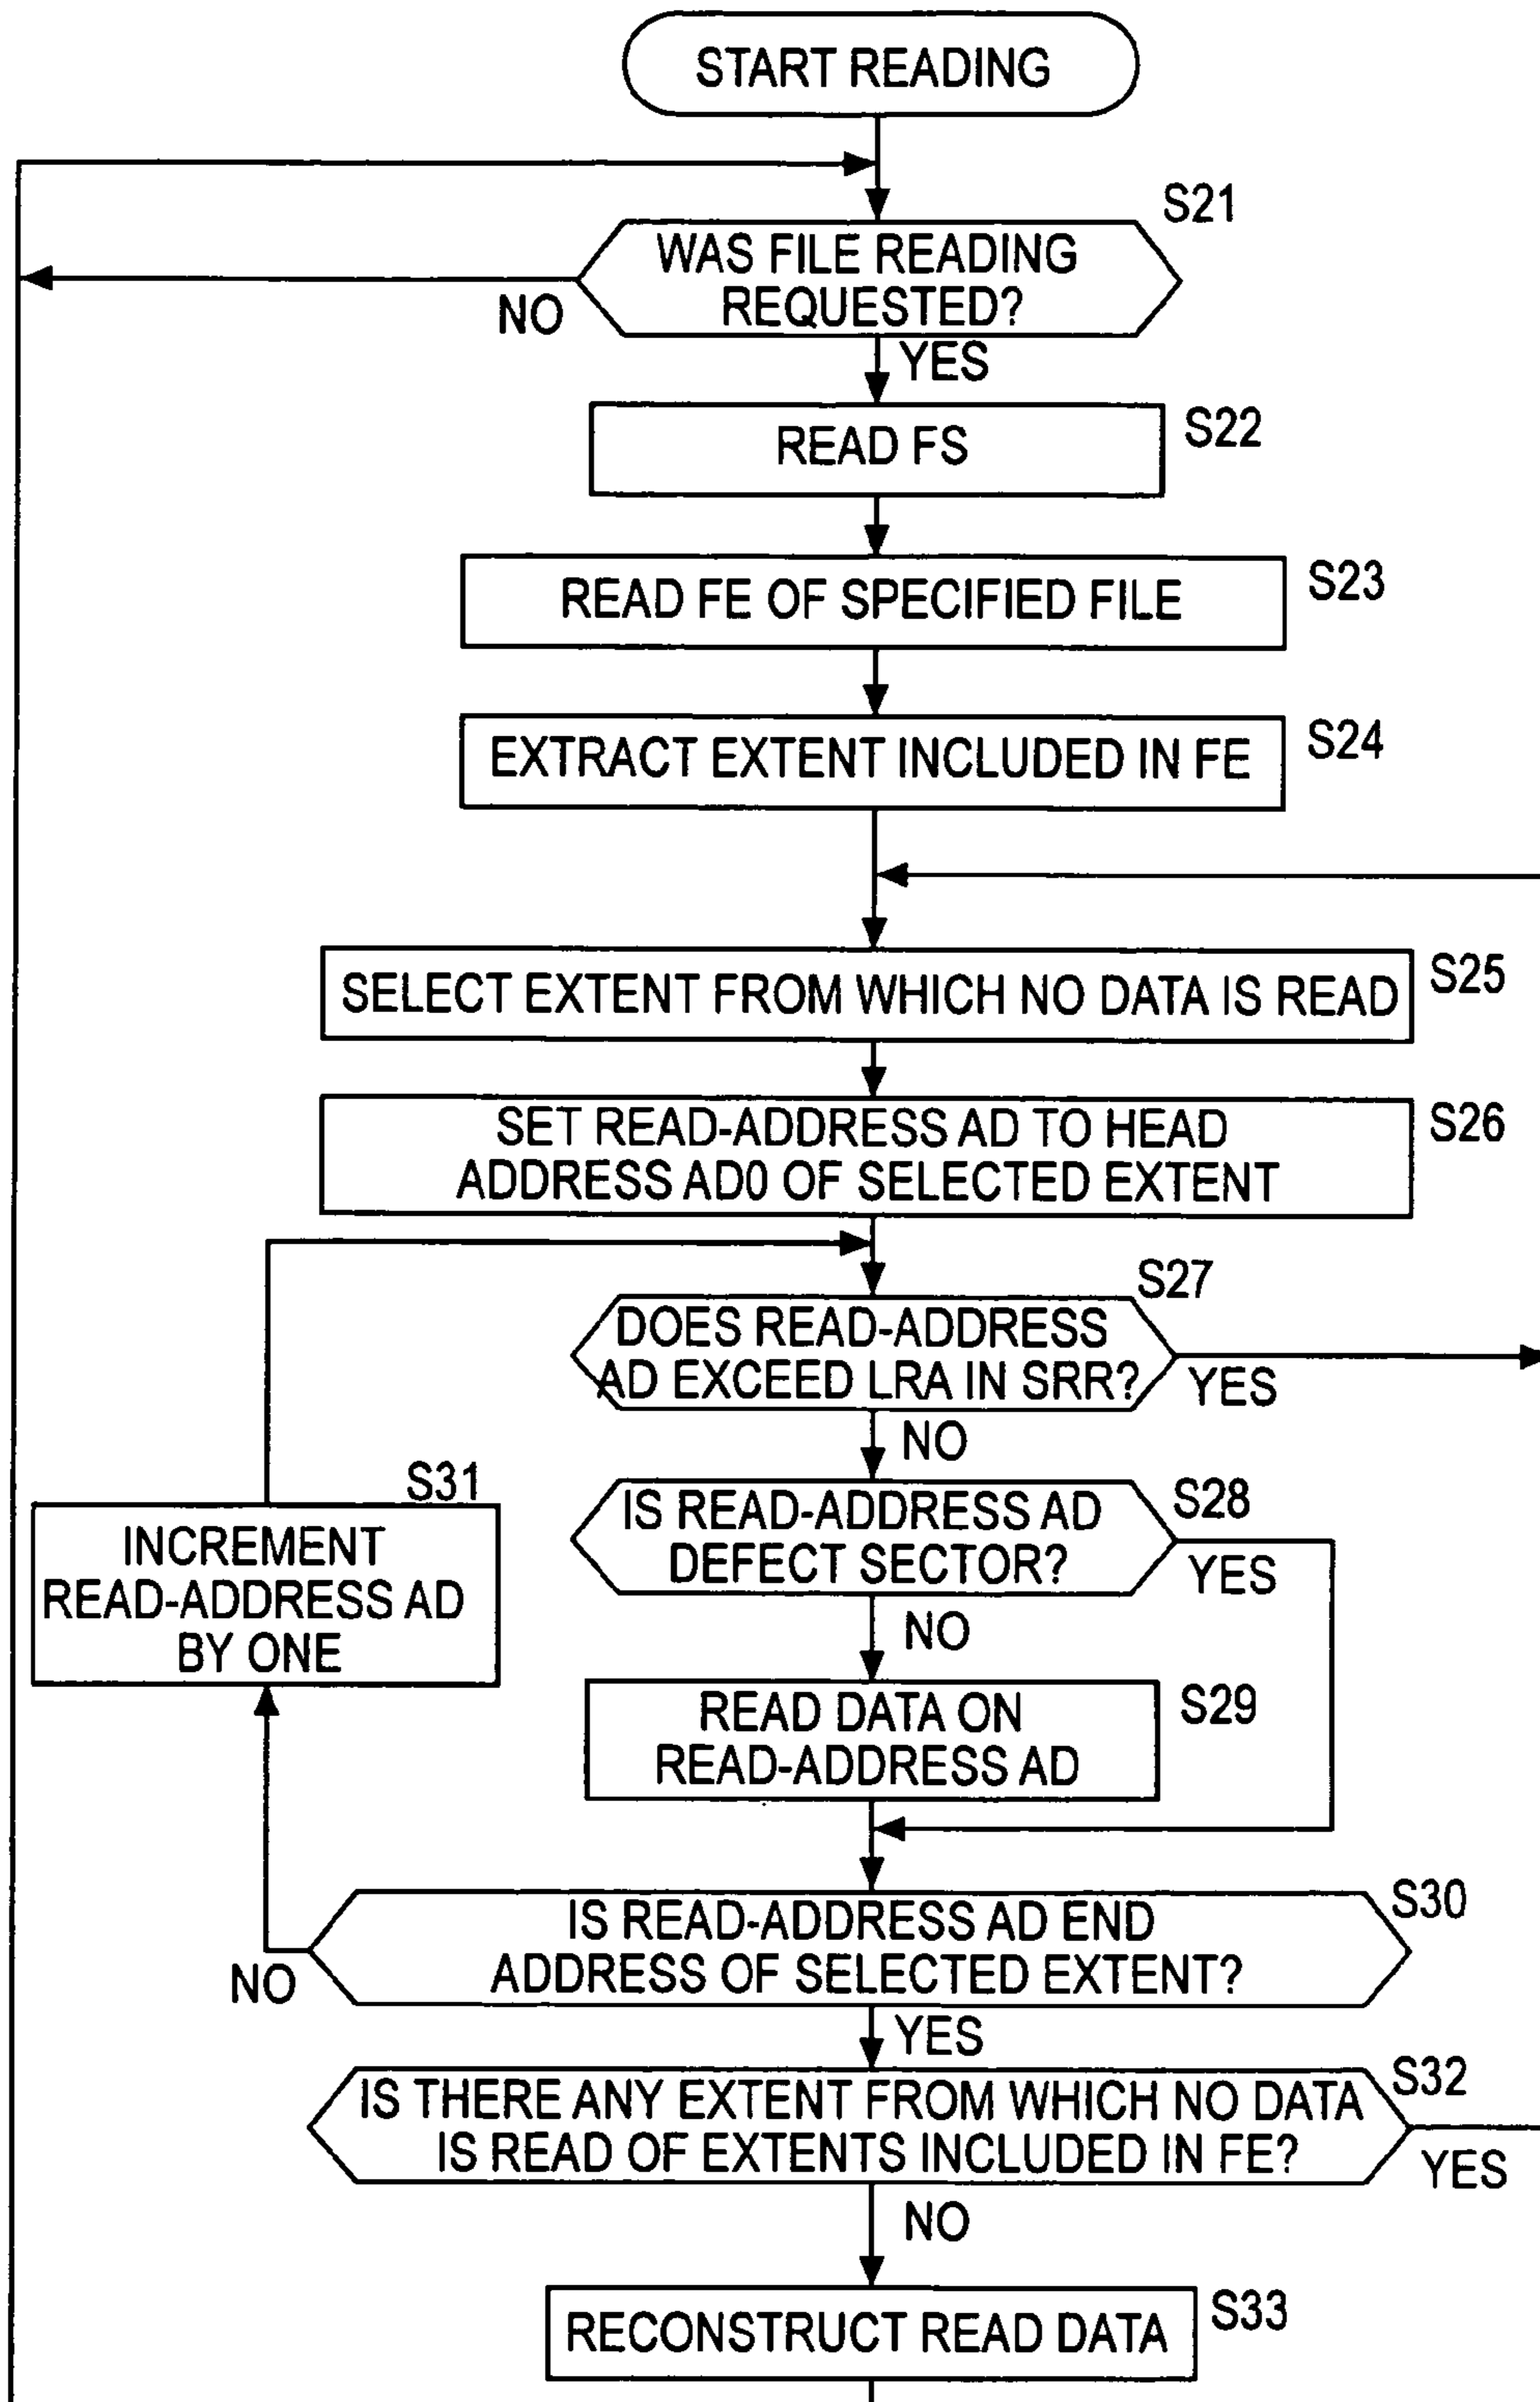 START READING
S21
WAS FILE READING
REQUESTED?
NO
YES
READ FS
S22
READ FE OF SPECIFIED FILE
S23
EXTRACT EXTENT INCLUDED IN FE
S24
SELECT EXTENT FROM WHICH NO DATA IS READ
S25
SET READ-ADDRESS AD TO HEAD
ADDRESS AD0 OF SELECTED EXTENT
S26
S27
DOES READ-ADDRESS
AD EXCEED LRA IN SRR?
YES
NO
S31
INCREMENT
READ-ADDRESS AD
BY ONE
S28
IS READ-ADDRESS AD
DEFECT SECTOR?
YES
NO
READ DATA ON
READ-ADDRESS AD
S29
S30
IS READ-ADDRESS AD END
ADDRESS OF SELECTED EXTENT?
NO
YES
S32
IS THERE ANY EXTENT FROM WHICH NO DATA
IS READ OF EXTENTS INCLUDED IN FE?
YES
NO
RECONSTRUCT READ DATA
S33